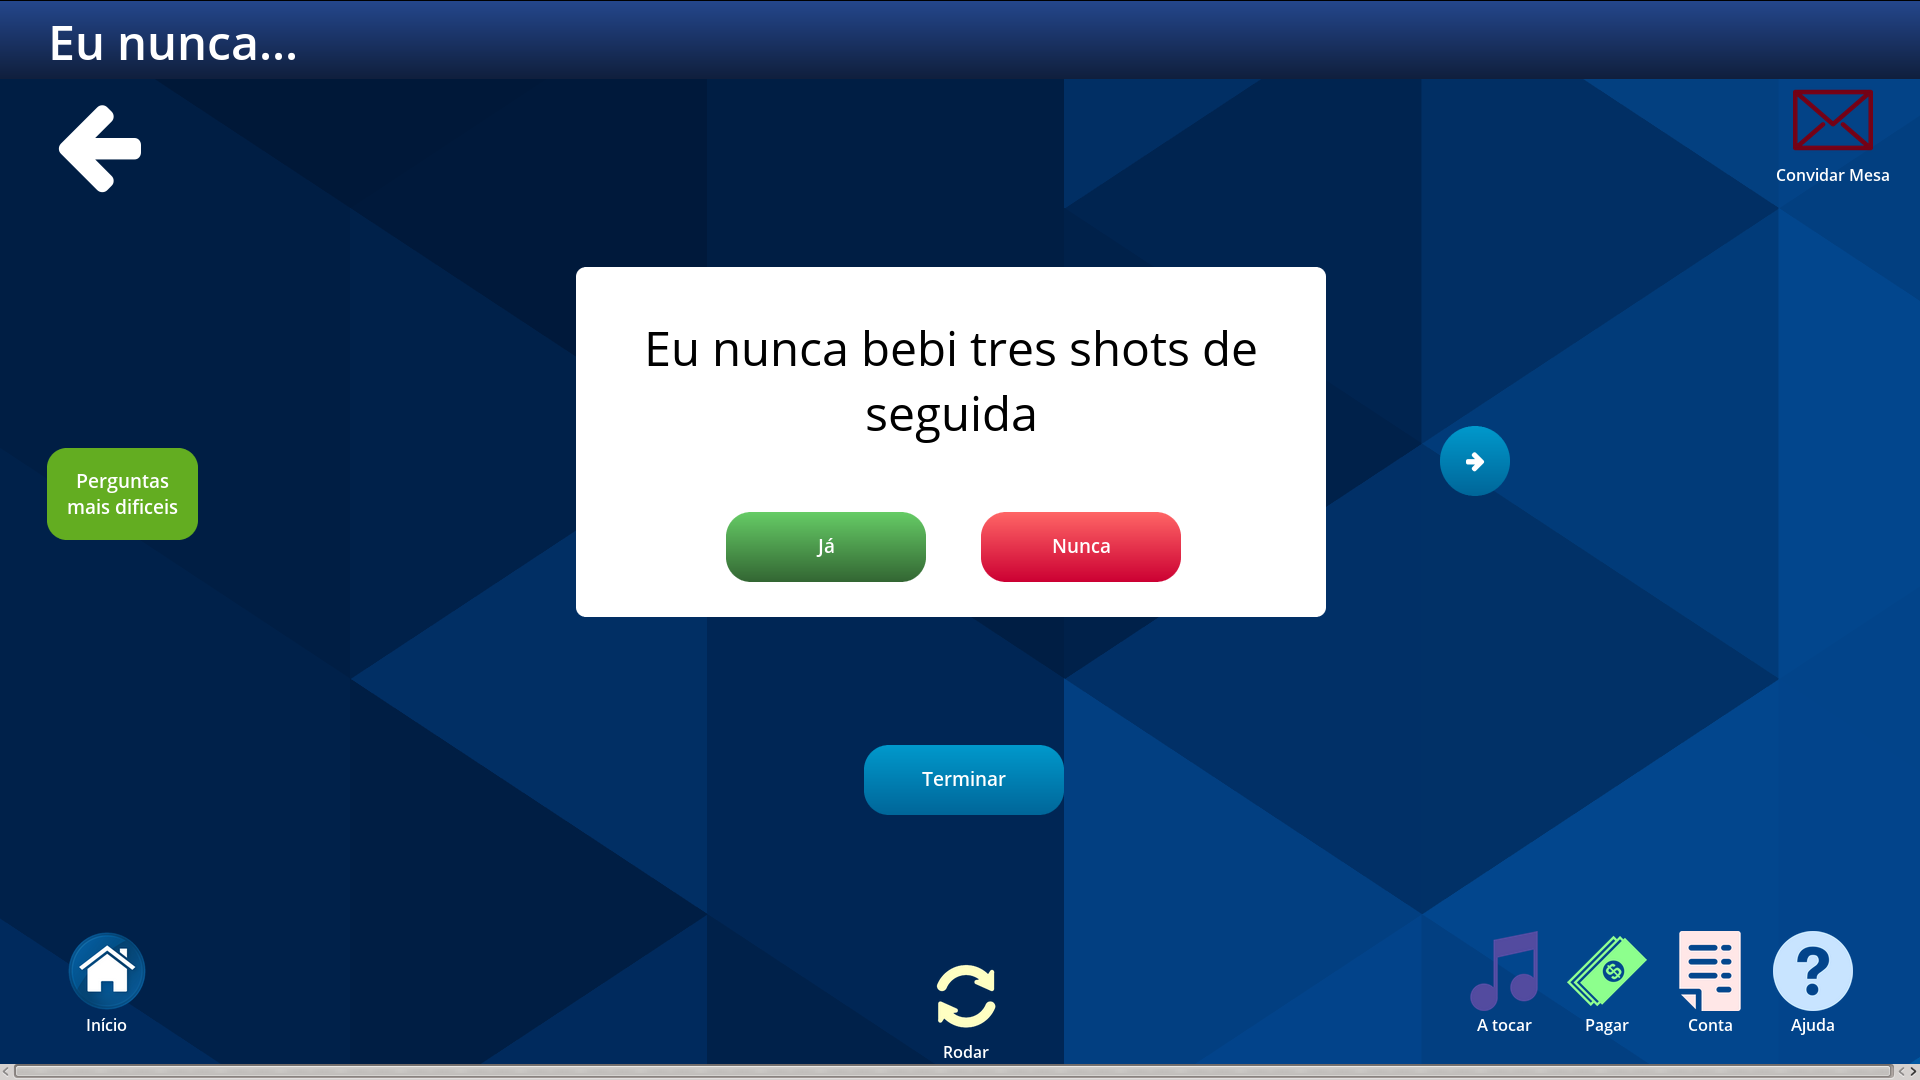 Eu nunca...
Convidar Mesa
Eu nunca bebi tres shots de
seguida
Perguntas
mais dificeis
Já
Nunca
Terminar
Início
Rodar
A tocar
Pagar
Conta
Ajuda